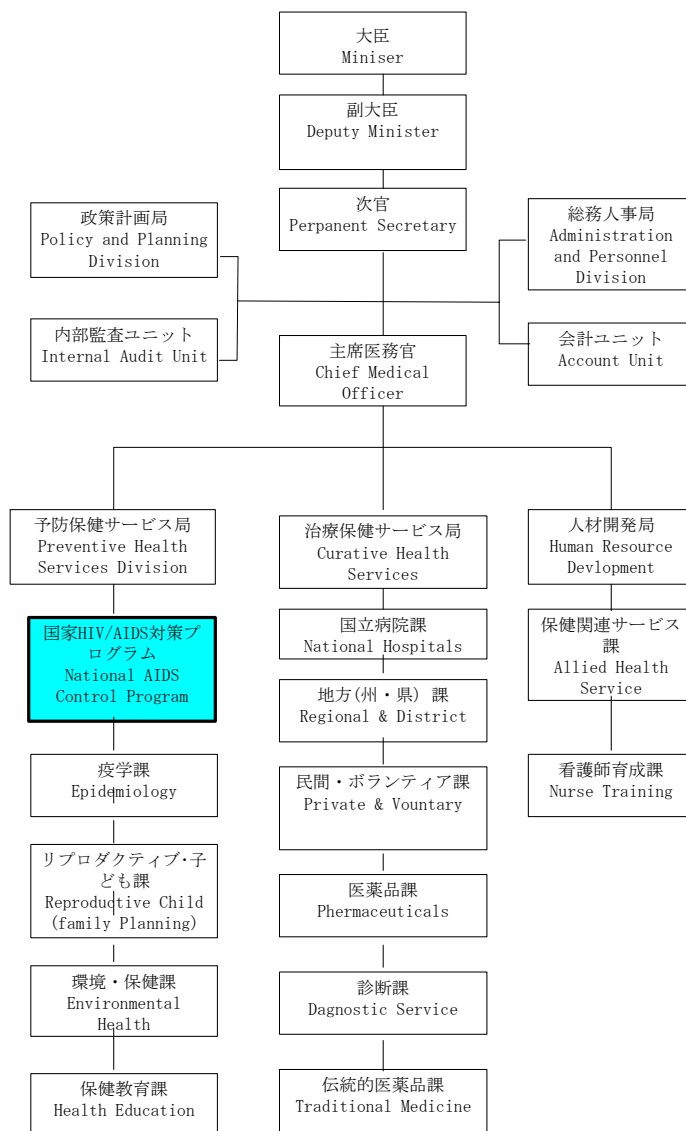 大臣
Miniser
副大臣
Deputy Minister
次官
Perpanent Secretary
政策計画局
Policy and Planning
Division
総務人事局
Administration
and Personnel
Division
内部監査ユニット
Internal Audit Unit
会計ユニット
Account Unit
主席医務官
Chief Medical
Officer
予防保健サービス局
Preventive Health
Services Division
国家HIV/AIDS対策プ
ログラム
National AIDS
Control Program
疫学課
Epidemiology
リプロダクティブ・子
ども課
Reproductive Child
(family Planning)
環境・保健課
Environmental
Health
保健教育課
Health Education
治療保健サービス局
Curative Health
Services
国立病院課
National Hospitals
地方(州・県）課
Regional & District
民間・ボランティア課
Private & Vountary
医薬品課
Phermaceuticals
診断課
Dagnostic Service
伝統的医薬品課
Traditional Medicine
人材開発局
Human Resource
Devlopment
保健関連サービス
課
Allied Health
Service
看護師育成課
Nurse Training